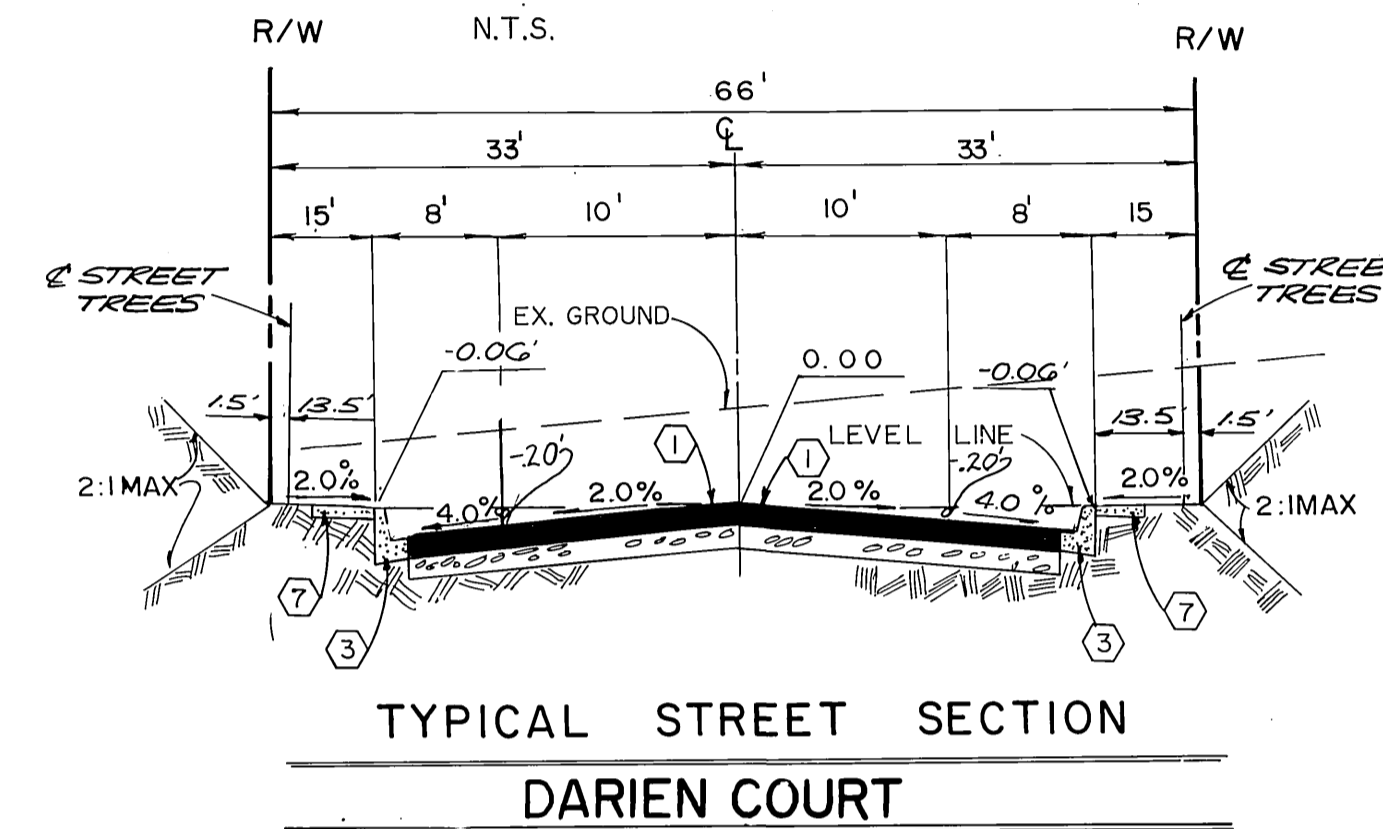 R/W
N.T.S.
R/W
66'
℄
33'
33'
15'
8'
10'
10'
8'
15
℄ STREET
TREES
℄ STREE
TREES
EX. GROUND
-0.06'
0.00
-0.06'
1.5'
13.5'
13.5
1.5'
1
1
LEVEL LINE
2:1MAX
2.0%
4.0%
-.20'
2.0%
2.0%
-.20'
4.0%
2.0%
2:1MAX
7
3
3
7
TYPICAL STREET SECTION
DARIEN COURT